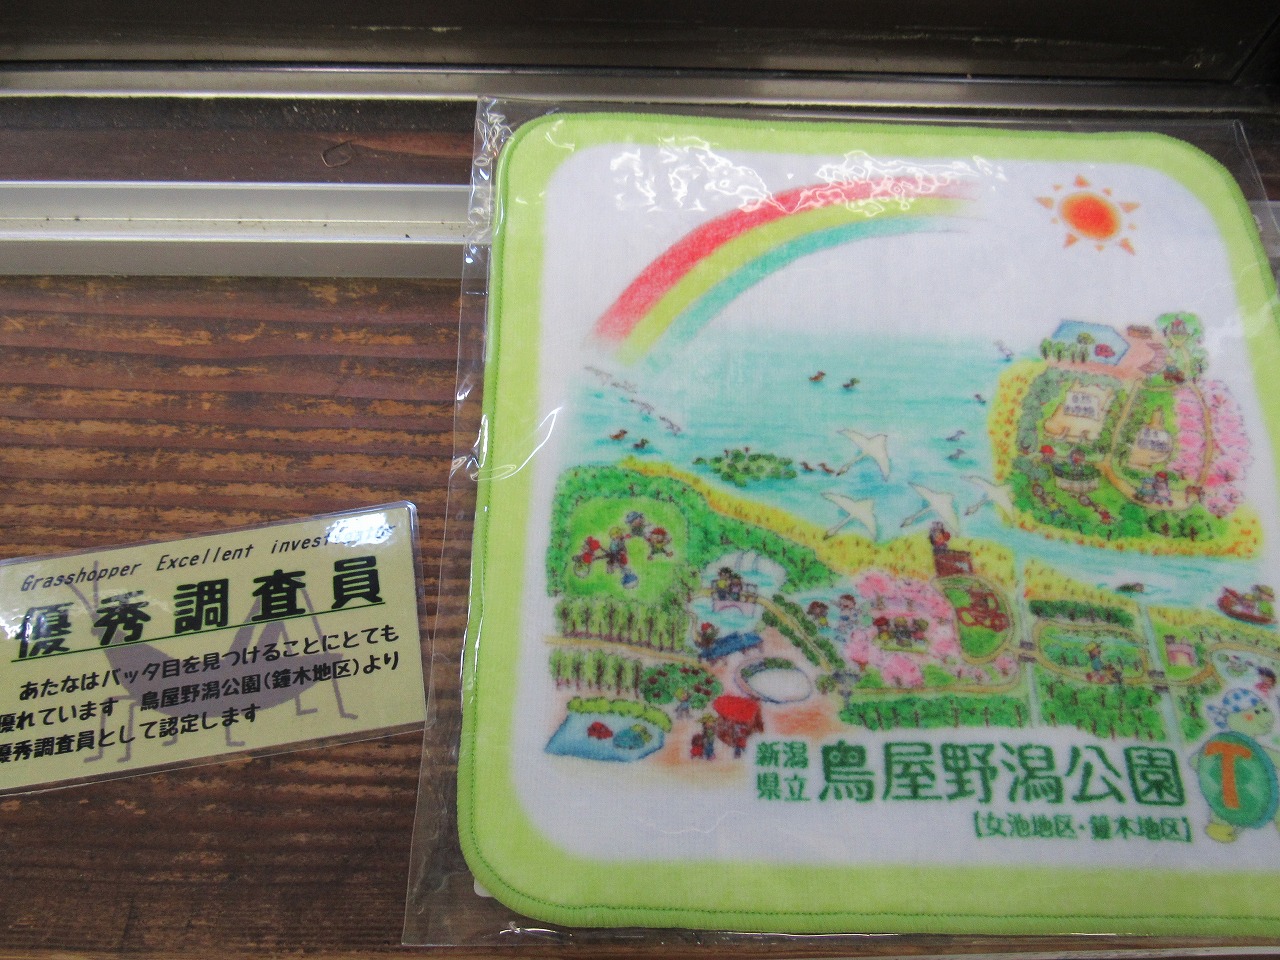 Grasshopper Excellent investigator
優秀調査員
あたなはバッタ目を見つけることにとても
優れています 鳥屋野潟公園(鐘木地区)より
優秀調査員として認定します
新潟
県立
鳥屋野潟公園
【女池地区・鐘木地区】
T